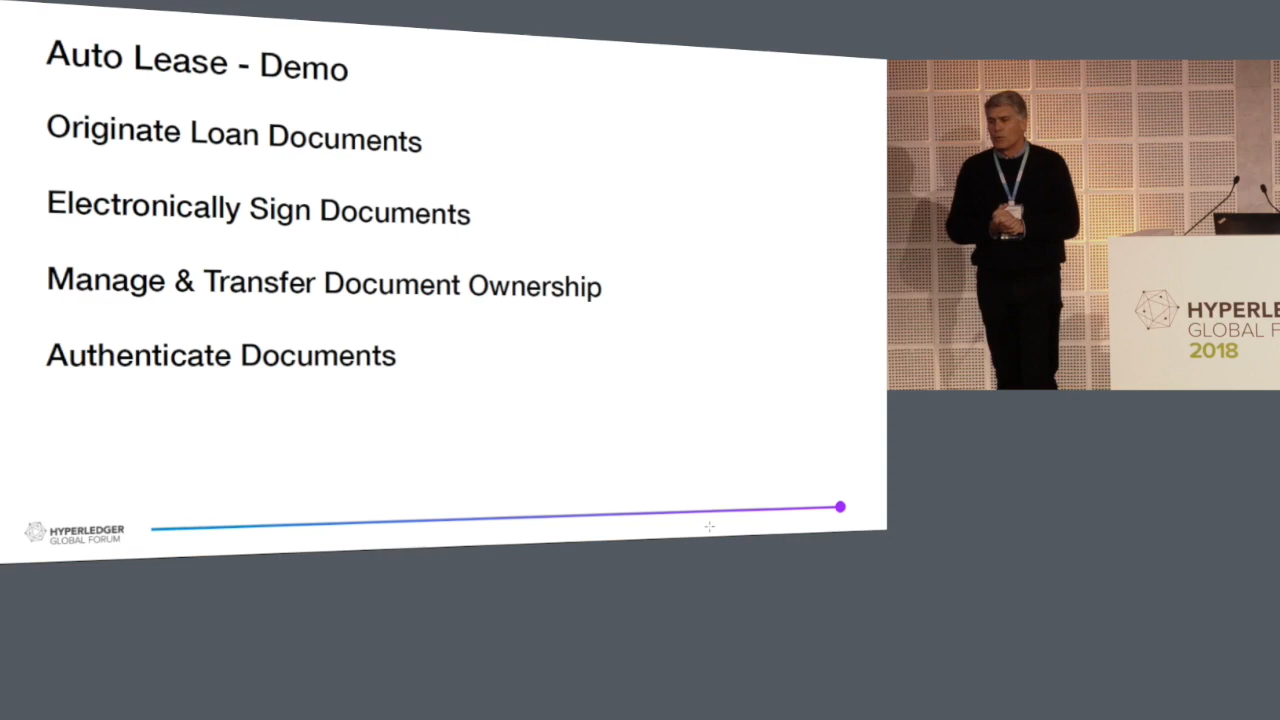 Auto Lease - Demo
Originate Loan Documents
Electronically Sign Documents
Manage & Transfer Document Ownership
Authenticate Documents
HYPERLEDGER
GLOBAL FORUM
HYPERLE
GLOBAL F
2018